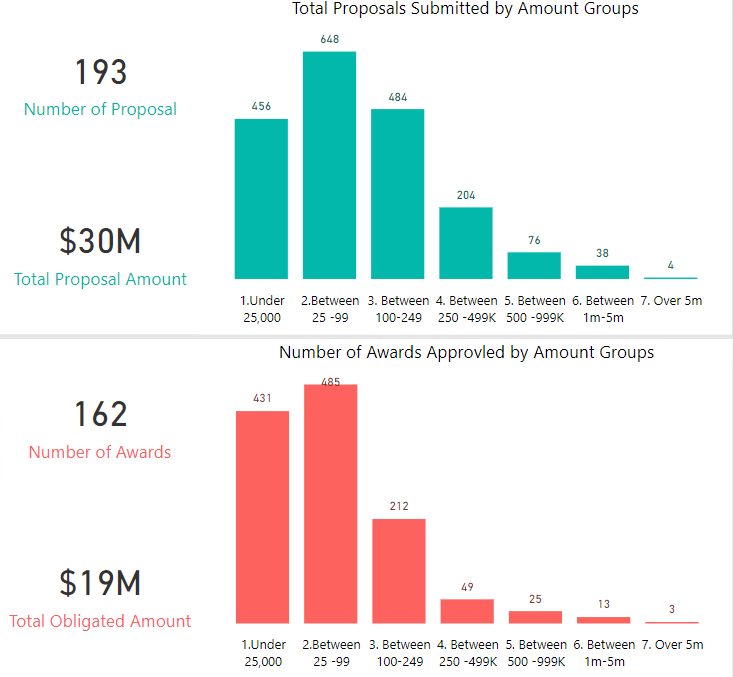 Total Proposals Submitted by Amount Groups
193
Number of Proposal
$30M
Total Proposal Amount
648
456
484
204
76
38
4
1.Under 2.Between 3. Between 4. Between 5. Between 6. Between 7. Over 5m
25,000 25 -99 100-249 250 -499K 500 -999K 1m-5m
Number of Awards Approvled by Amount Groups
162
Number of Awards
$19M
Total Obligated Amount
431
485
212
49
25
13
3
1.Under 2.Between 3. Between 4. Between 5. Between 6. Between 7. Over 5m
25,000 25 -99 100-249 250 -499K 500 -999K 1m-5m